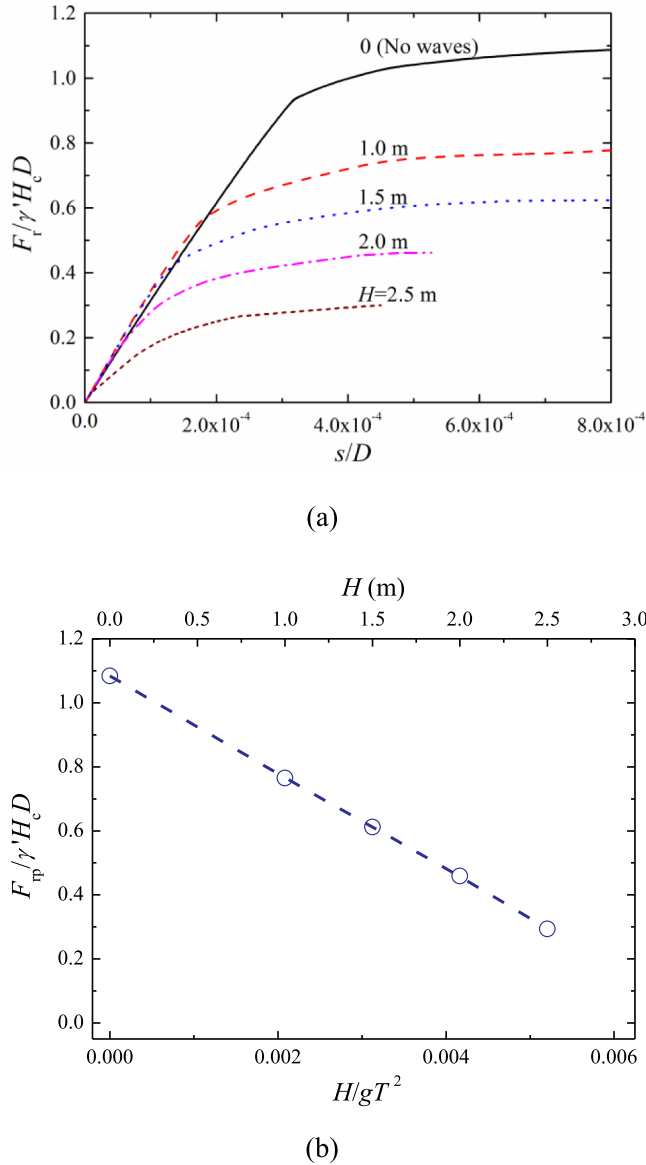 1.2
1.0
0.8
0.6
0.4
0.2
0.0
F_r/γ'H_cD
0 (No waves)
1.0 m
1.5 m
2.0 m
H=2.5 m
0.0 2.0x10^-4 4.0x10^-4 6.0x10^-4 8.0x10^-4
s/D
(a)
H (m)
0.0 0.5 1.0 1.5 2.0 2.5 3.0
1.2
1.0
0.8
0.6
0.4
0.2
0.0
F_rp/γ'H_cD
0.000 0.002 0.004 0.006
H/gT^2
(b)